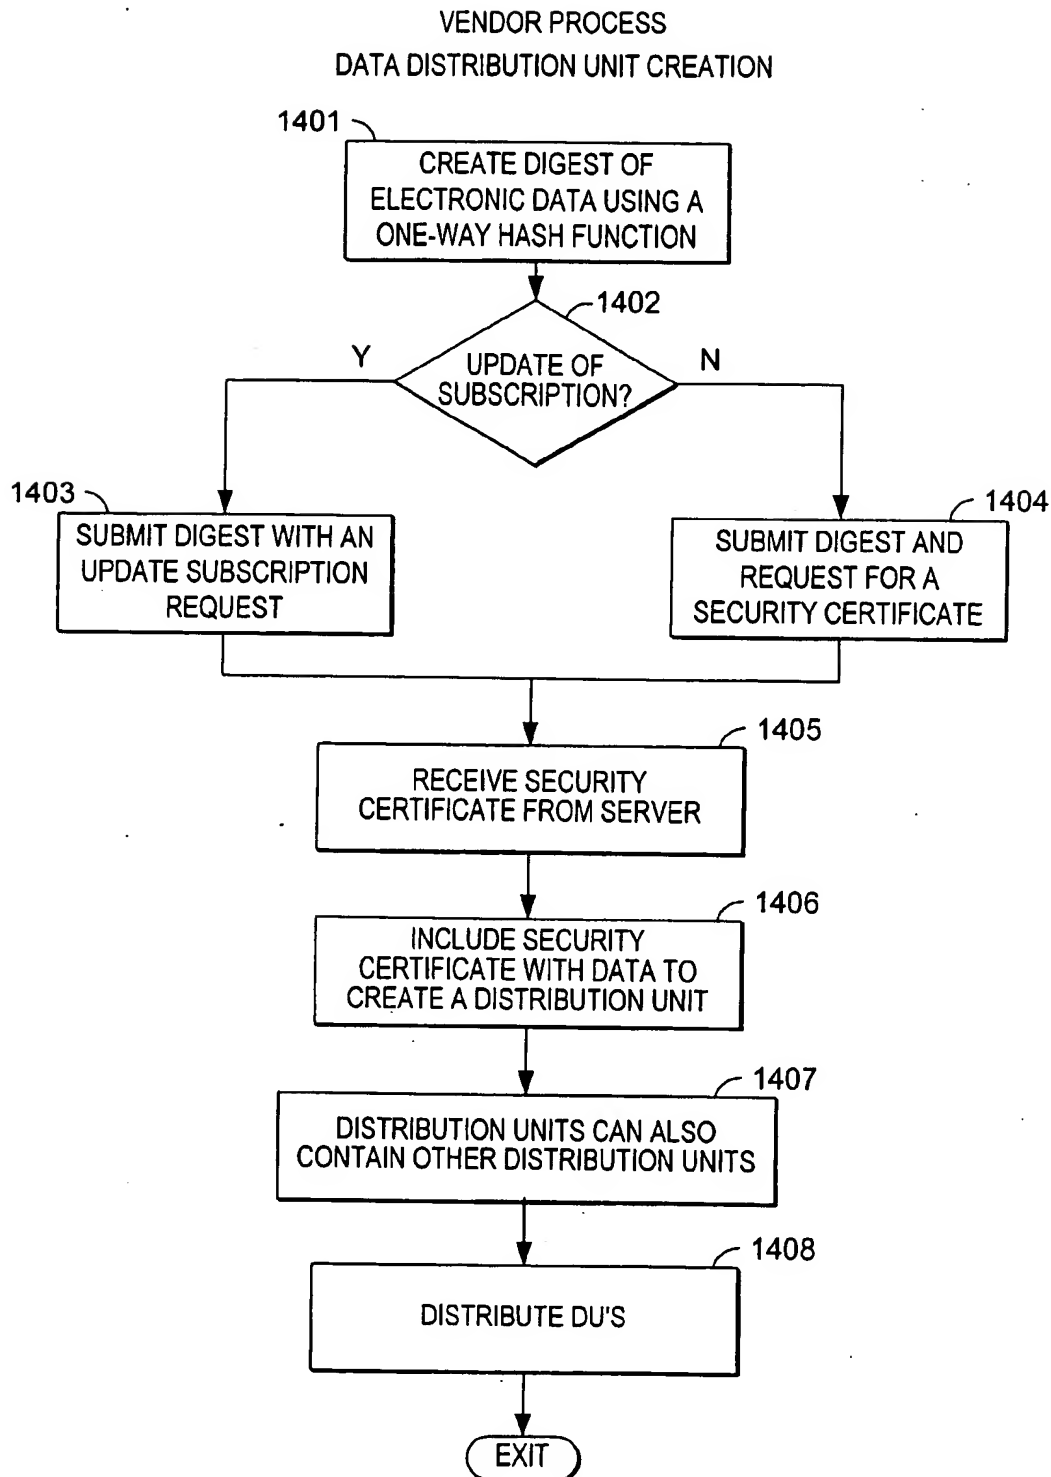 VENDOR PROCESS
DATA DISTRIBUTION UNIT CREATION
1401
CREATE DIGEST OF
ELECTRONIC DATA USING A
ONE-WAY HASH FUNCTION
1402
UPDATE OF
SUBSCRIPTION?
Y
N
1403
SUBMIT DIGEST WITH AN
UPDATE SUBSCRIPTION
REQUEST
1404
SUBMIT DIGEST AND
REQUEST FOR A
SECURITY CERTIFICATE
1405
RECEIVE SECURITY
CERTIFICATE FROM SERVER
1406
INCLUDE SECURITY
CERTIFICATE WITH DATA TO
CREATE A DISTRIBUTION UNIT
1407
DISTRIBUTION UNITS CAN ALSO
CONTAIN OTHER DISTRIBUTION UNITS
1408
DISTRIBUTE DU'S
EXIT